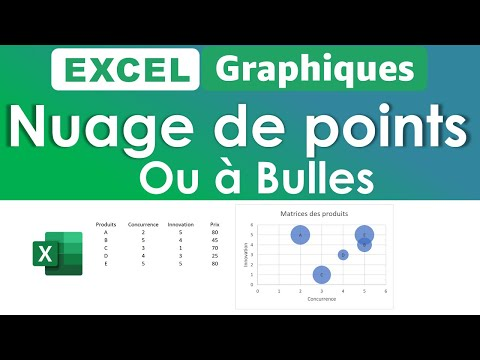 EXCEL Graphiques
Nuage de points
Ou à Bulles
Produits Concurrence Innovation Prix
A 2 5 80
B 5 4 45
C 3 1 70
D 4 3 25
E 5 5 80
X
Matrices des produits
Innovation
6
5
4
3
2
1
0
A
E
B
D
C
0 1 2 3 4 5 6
Concurrence